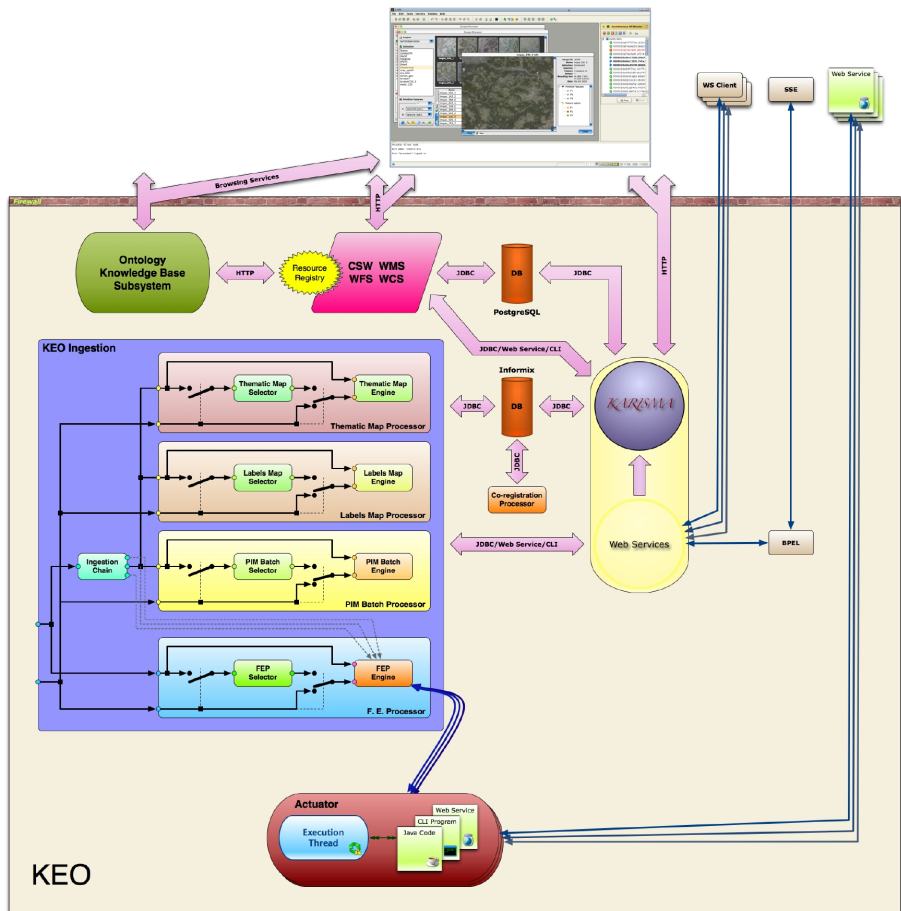 WS Client
SSE
Web Service
Browsing Services
HTTP
Firewall
Ontology
Knowledge Base
Subsystem
HTTP
Resource
Registry
CSW WMS
WFS WCS
JDBC
DB
PostgreSQL
JDBC
HTTP
JDBC/Web Service/CLI
KEO Ingestion
Thematic Map
Selector
Thematic Map
Engine
Thematic Map Processor
JDBC
Informix
DB
JDBC
KARISMA
JDBC
Co-registration
Processor
Labels Map
Selector
Labels Map
Engine
Labels Map Processor
JDBC/Web Service/CLI
Web Services
BPEL
Ingestion
Chain
PIM Batch
Selector
PIM Batch
Engine
PIM Batch Processor
FEP
Selector
FEP
Engine
F. E. Processor
Actuator
Execution
Thread
Web Service
CLI Program
Java Code
KEO